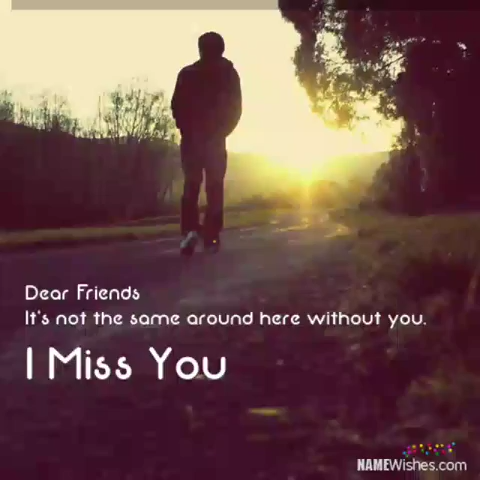 Dear Friends
It's not the same around here without you.
I Miss You
NAMEWishes.com